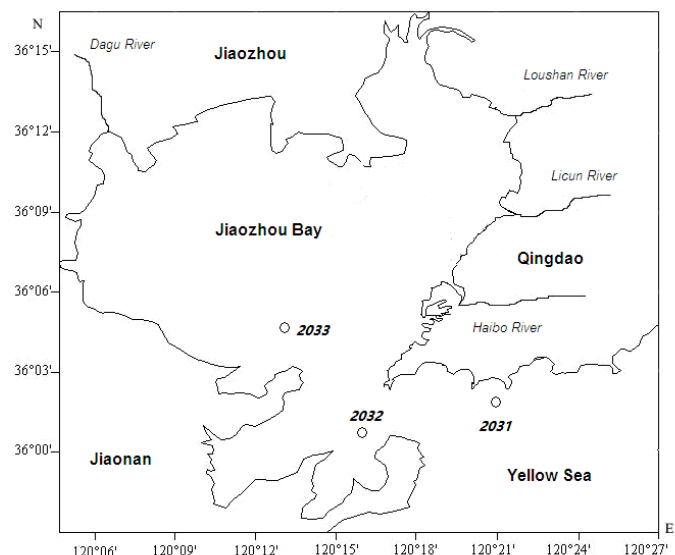 N
36°15'
Dagu River
Jiaozhou
Loushan River
36°12'
Licun River
36°09'
Jiaozhou Bay
Qingdao
36°06'
2033
Haibo River
36°03'
2032
2031
36°00'
Jiaonan
Yellow Sea
E
120°06' 120°09' 120°12' 120°15' 120°18' 120°21' 120°24' 120°27'